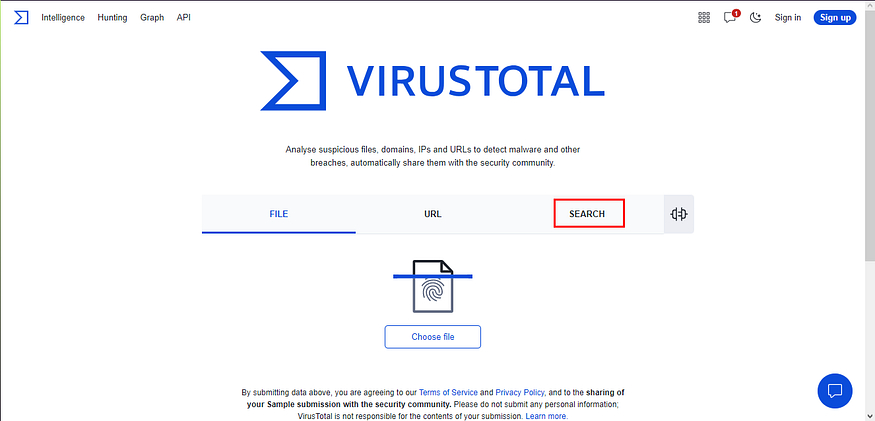 Intelligence Hunting Graph API 1 Sign in Sign up
VIRUSTOTAL
Analyse suspicious files, domains, IPs and URLs to detect malware and other
breaches, automatically share them with the security community.
FILE URL SEARCH
Choose file
By submitting data above, you are agreeing to our Terms of Service and Privacy Policy, and to the sharing of
your Sample submission with the security community. Please do not submit any personal information;
VirusTotal is not responsible for the contents of your submission. Learn more.